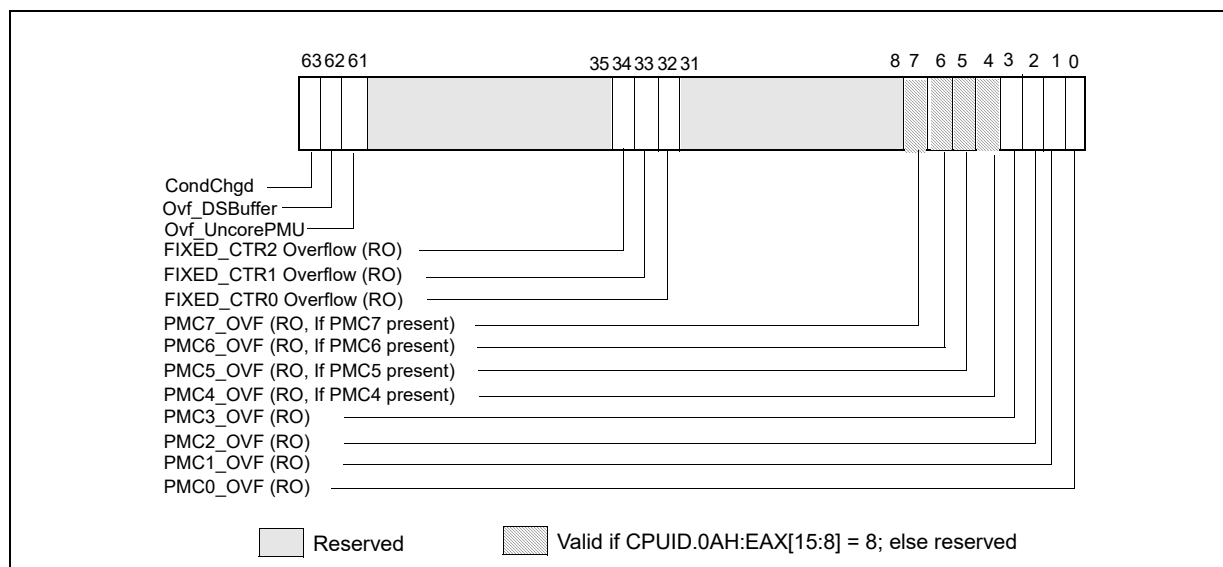 63 62 61 35 34 33 32 31 8 7 6 5 4 3 2 1 0
CondChgd
Ovf_DSBuffer
Ovf_UncorePMU
FIXED_CTR2 Overflow (RO)
FIXED_CTR1 Overflow (RO)
FIXED_CTR0 Overflow (RO)
PMC7_OVF (RO, If PMC7 present)
PMC6_OVF (RO, If PMC6 present)
PMC5_OVF (RO, If PMC5 present)
PMC4_OVF (RO, If PMC4 present)
PMC3_OVF (RO)
PMC2_OVF (RO)
PMC1_OVF (RO)
PMC0_OVF (RO)
Reserved Valid if CPUID.0AH:EAX[15:8] = 8; else reserved